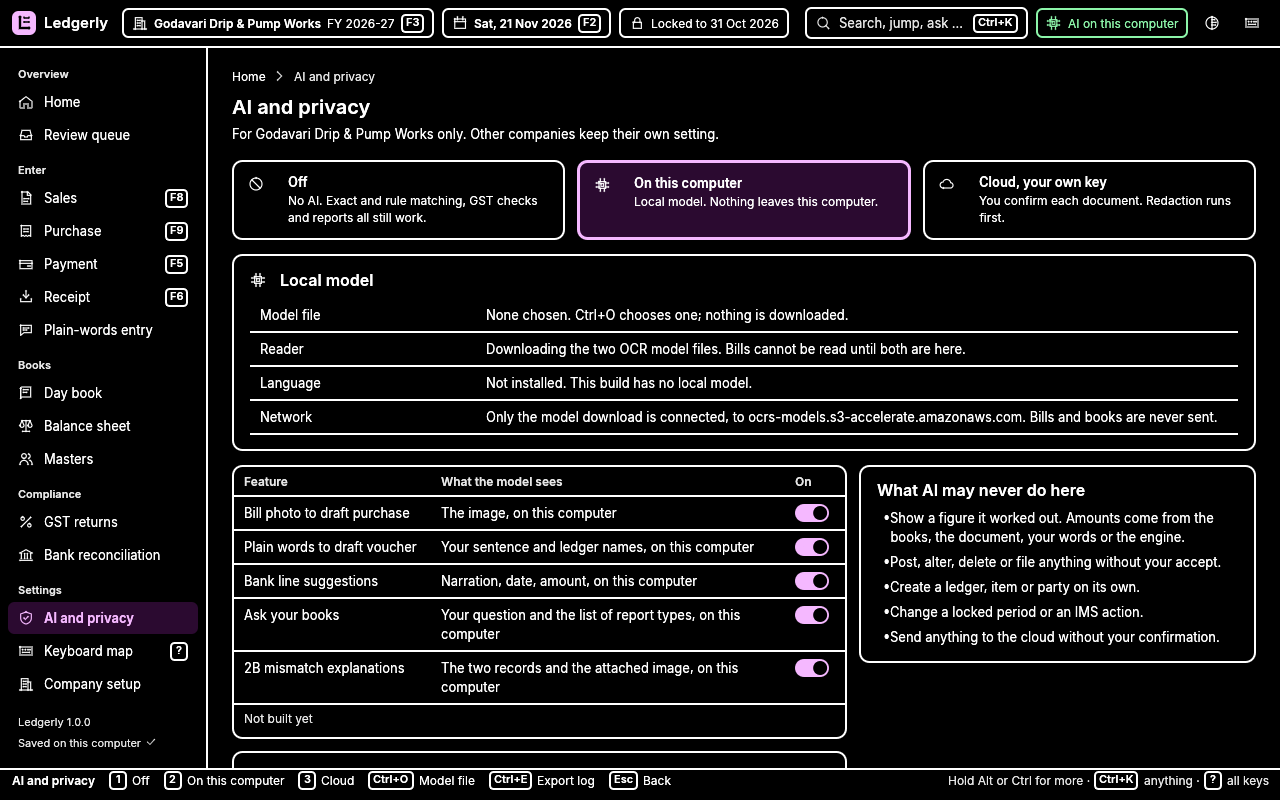 Ledgerly
Godavari Drip & Pump Works FY 2026-27 F3
Sat, 21 Nov 2026 F2
Locked to 31 Oct 2026
Search, jump, ask ... Ctrl+K
AI on this computer
Overview
Home
Review queue
Enter
Sales F8
Purchase F9
Payment F5
Receipt F6
Plain-words entry
Books
Day book
Balance sheet
Masters
Compliance
GST returns
Bank reconciliation
Settings
AI and privacy
Keyboard map ?
Company setup
Ledgerly 1.0.0
Saved on this computer
Home AI and privacy
AI and privacy
For Godavari Drip & Pump Works only. Other companies keep their own setting.
Off
No AI. Exact and rule matching, GST checks
and reports all still work.
On this computer
Local model. Nothing leaves this computer.
Cloud, your own key
You confirm each document. Redaction runs
first.
Local model
Model file None chosen. Ctrl+O chooses one; nothing is downloaded.
Reader Downloading the two OCR model files. Bills cannot be read until both are here.
Language Not installed. This build has no local model.
Network Only the model download is connected, to ocrs-models.s3-accelerate.amazonaws.com. Bills and books are never sent.
Feature What the model sees On
Bill photo to draft purchase The image, on this computer
Plain words to draft voucher Your sentence and ledger names, on this computer
Bank line suggestions Narration, date, amount, on this computer
Ask your books Your question and the list of report types, on this
computer
2B mismatch explanations The two records and the attached image, on this
computer
Not built yet
What AI may never do here
•Show a figure it worked out. Amounts come from the
books, the document, your words or the engine.
•Post, alter, delete or file anything without your accept.
•Create a ledger, item or party on its own.
•Change a locked period or an IMS action.
•Send anything to the cloud without your confirmation.
AI and privacy 1 Off 2 On this computer 3 Cloud Ctrl+O Model file Ctrl+E Export log Esc Back
Hold Alt or Ctrl for more · Ctrl+K anything · ? all keys